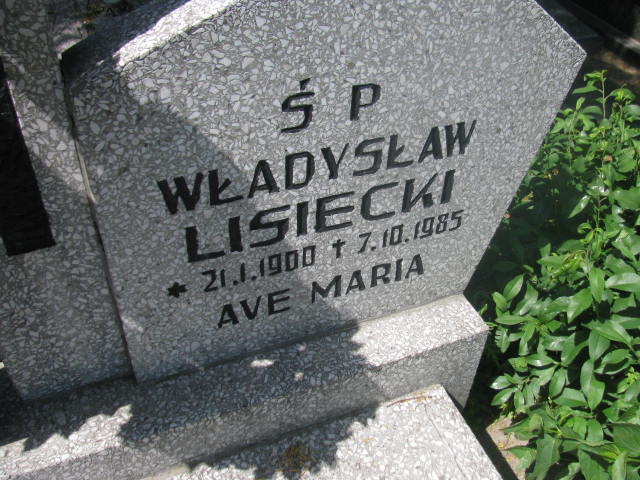 Ś P
WŁADYSŁAW
LISIECKI
* 21.1.1900 † 7.10.1985
AVE MARIA